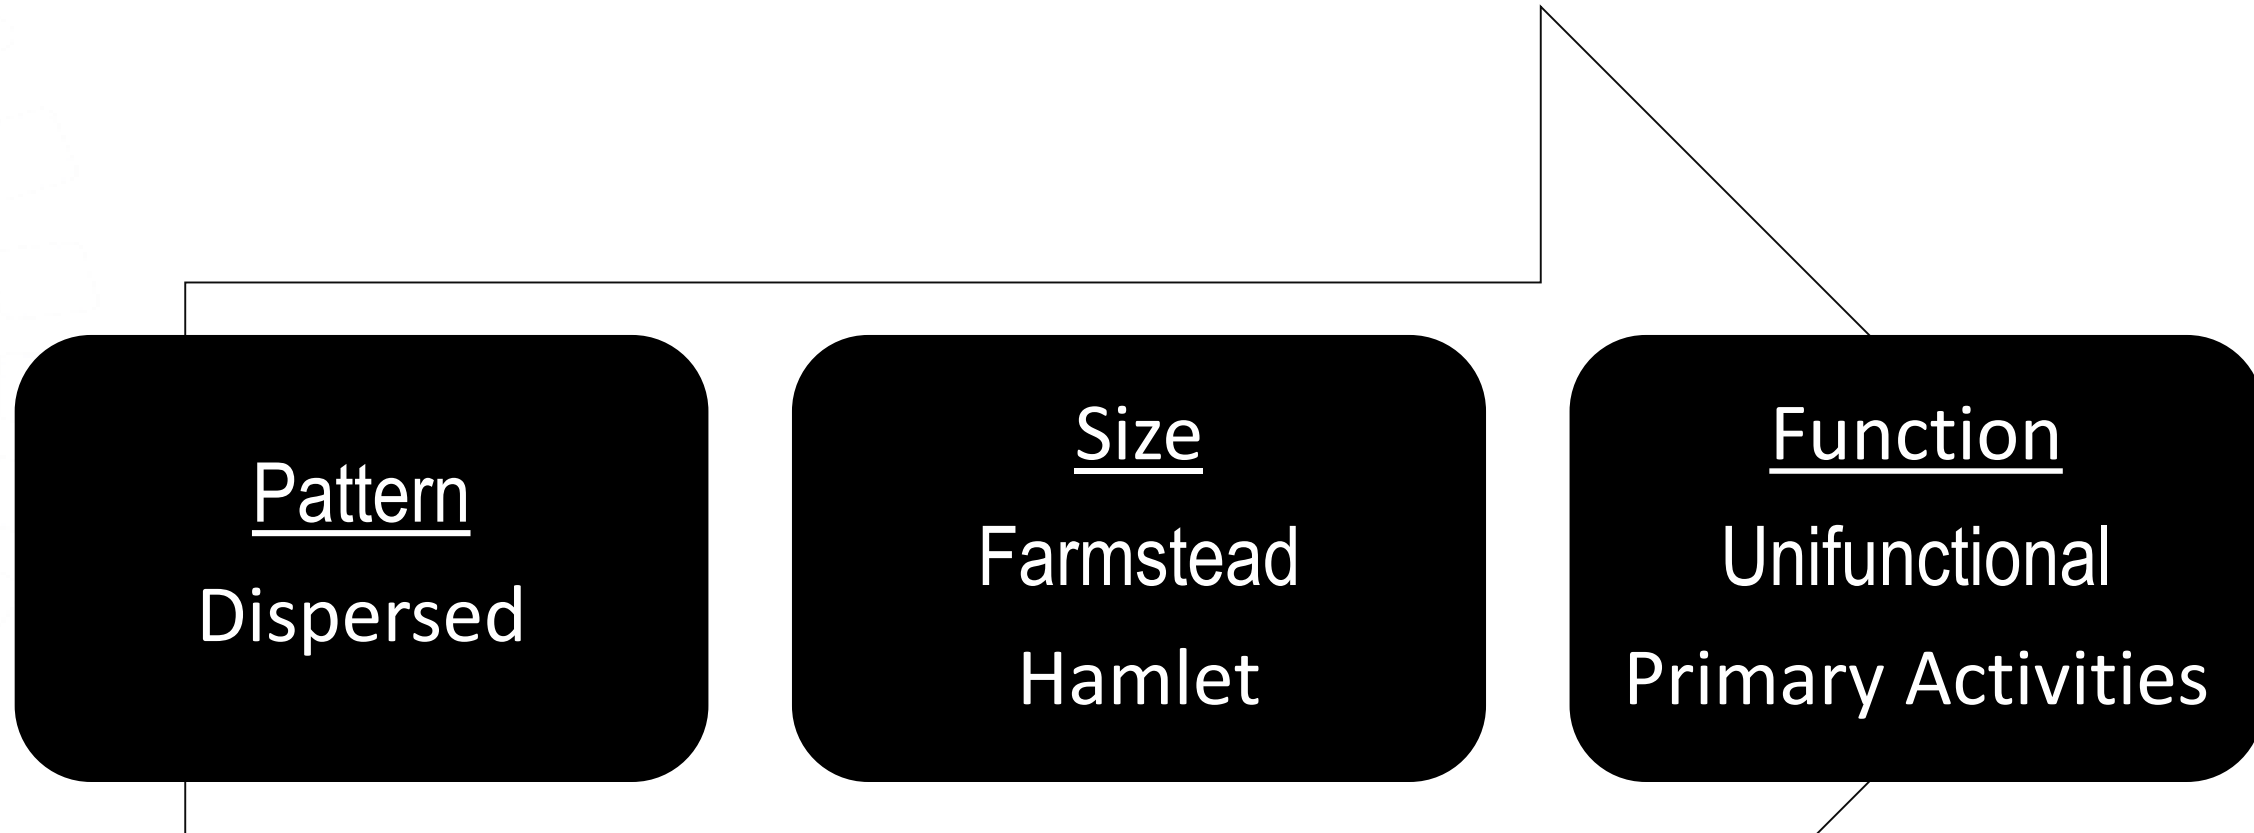 Pattern
Dispersed
Size
Farmstead
Hamlet
Function
Unifunctional
Primary Activities